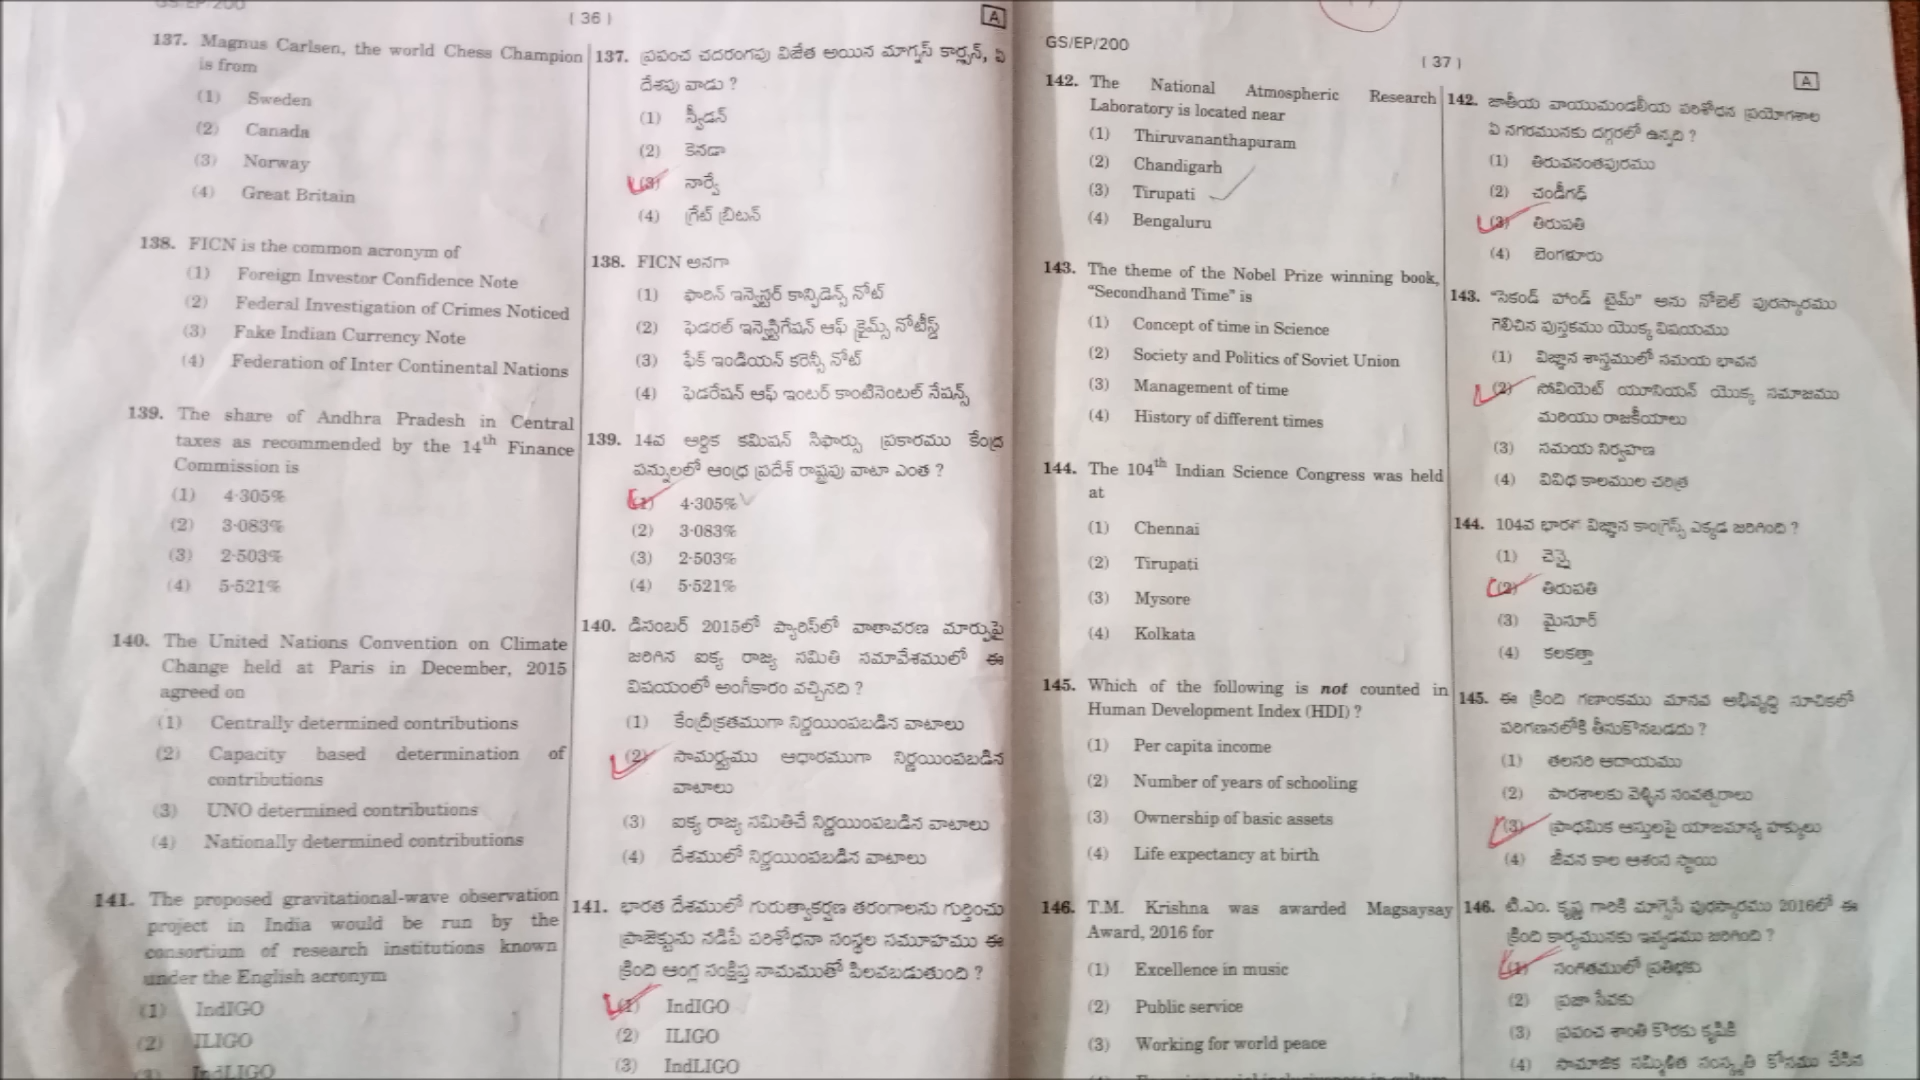 GS/EP/200
( 36 )
A
137. Magnus Carlsen, the world Chess Champion
is from
(1) Sweden
(2) Canada
(3) Norway
(4) Great Britain
138. FICN is the common acronym of
(1) Foreign Investor Confidence Note
(2) Federal Investigation of Crimes Noticed
(3) Fake Indian Currency Note
(4) Federation of Inter Continental Nations
139. The share of Andhra Pradesh in Central
taxes as recommended by the 14th Finance
Commission is
(1) 4·305%
(2) 3·083%
(3) 2·503%
(4) 5·521%
140. The United Nations Convention on Climate
Change held at Paris in December, 2015
agreed on
(1) Centrally determined contributions
(2) Capacity based determination of
contributions
(3) UNO determined contributions
(4) Nationally determined contributions
141. The proposed gravitational-wave observation
project in India would be run by the
consortium of research institutions known
under the English acronym
(1) IndIGO
(2) ILIGO
(3) IndLIGO
137. ప్రపంచ చదరంగపు విజేత అయిన మాగ్నస్ కార్ల్సన్, ఏ
దేశపు వాడు ?
(1) స్వీడన్
(2) కెనడా
(3) నార్వే
(4) గ్రేట్ బ్రిటన్
138. FICN అనగా
(1) ఫారిన్ ఇన్వెస్టర్ కాన్ఫిడెన్స్ నోట్
(2) ఫెడరల్ ఇన్వెస్టిగేషన్ ఆఫ్ క్రైమ్స్ నోటీస్డ్
(3) ఫేక్ ఇండియన్ కరెన్సీ నోట్
(4) ఫెడరేషన్ ఆఫ్ ఇంటర్ కాంటినెంటల్ నేషన్స్
139. 14వ ఆర్థిక కమిషన్ సిఫార్సు ప్రకారము కేంద్ర
పన్నులలో ఆంధ్ర ప్రదేశ్ రాష్ట్రపు వాటా ఎంత ?
(1) 4·305%
(2) 3·083%
(3) 2·503%
(4) 5·521%
140. డిసెంబర్ 2015లో ప్యారిస్‌లో వాతావరణ మార్పుపై
జరిగిన ఐక్య రాజ్య సమితి సమావేశములో ఈ
విషయంలో అంగీకారం వచ్చినది ?
(1) కేంద్రీకృతముగా నిర్ణయింపబడిన వాటాలు
(2) సామర్థ్యము ఆధారముగా నిర్ణయింపబడిన
వాటాలు
(3) ఐక్య రాజ్య సమితిచే నిర్ణయింపబడిన వాటాలు
(4) దేశములో నిర్ణయింపబడిన వాటాలు
141. భారత దేశములో గురుత్వాకర్షణ తరంగాలను గుర్తించు
ప్రాజెక్టును నడిపే పరిశోధనా సంస్థల సమూహము ఈ
క్రింది ఆంగ్ల సంక్షిప్త నామముతో పిలవబడుతుంది ?
(1) IndIGO
(2) ILIGO
(3) IndLIGO
GS/EP/200
( 37 )
A
142. The National Atmospheric Research
Laboratory is located near
(1) Thiruvananthapuram
(2) Chandigarh
(3) Tirupati
(4) Bengaluru
143. The theme of the Nobel Prize winning book,
"Secondhand Time" is
(1) Concept of time in Science
(2) Society and Politics of Soviet Union
(3) Management of time
(4) History of different times
144. The 104th Indian Science Congress was held
at
(1) Chennai
(2) Tirupati
(3) Mysore
(4) Kolkata
145. Which of the following is not counted in
Human Development Index (HDI) ?
(1) Per capita income
(2) Number of years of schooling
(3) Ownership of basic assets
(4) Life expectancy at birth
146. T.M. Krishna was awarded Magsaysay
Award, 2016 for
(1) Excellence in music
(2) Public service
(3) Working for world peace
142. జాతీయ వాయుమండలీయ పరిశోధన ప్రయోగశాల
ఏ నగరమునకు దగ్గరలో ఉన్నది ?
(1) తిరువనంతపురము
(2) చండీగఢ్
(3) తిరుపతి
(4) బెంగళూరు
143. "సెకండ్ హాండ్ టైమ్" అను నోబెల్ పురస్కారము
గెలిచిన పుస్తకము యొక్క విషయము
(1) విజ్ఞాన శాస్త్రములో సమయ భావన
(2) సోవియెట్ యూనియన్ యొక్క సమాజము
మరియు రాజకీయాలు
(3) సమయ నిర్వహణ
(4) వివిధ కాలముల చరిత్ర
144. 104వ భారత విజ్ఞాన కాంగ్రెస్స్ ఎక్కడ జరిగింది ?
(1) చెన్నై
(2) తిరుపతి
(3) మైసూర్
(4) కలకత్తా
145. ఈ క్రింది గణాంకము మానవ అభివృద్ధి సూచికలో
పరిగణనలోకి తీసుకొనబడదు ?
(1) తలసరి ఆదాయము
(2) పాఠశాలకు వెళ్ళిన సంవత్సరాలు
(3) ప్రాథమిక ఆస్తులపై యాజమాన్య హక్కులు
(4) జీవన కాల ఆశంస స్థాయి
146. టి.ఎం. కృష్ణ గారికి మాగ్సెసే పురస్కారము 2016లో ఈ
క్రింది కార్యమునకు ఇవ్వడము జరిగింది ?
(1) సంగీతములో ప్రతిభకు
(2) ప్రజా సేవకు
(3) ప్రపంచ శాంతి కొరకు కృషికి
(4) సామాజిక సమ్మిళిత సంస్కృతి కోసము చేసిన